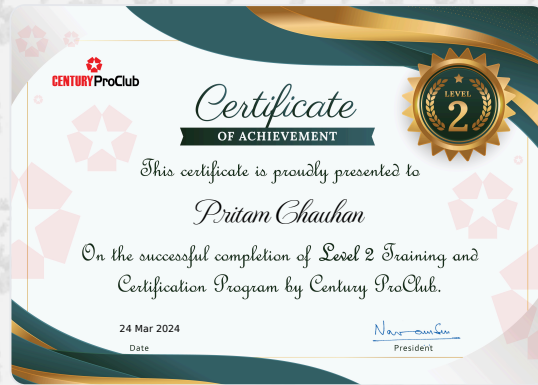 CENTURY ProClub
Certificate
OF ACHIEVEMENT
LEVEL
2
This certificate is proudly presented to
Pritam Chauhan
On the successful completion of Level 2 Training and
Certification Program by Century ProClub.
24 Mar 2024
Date
President